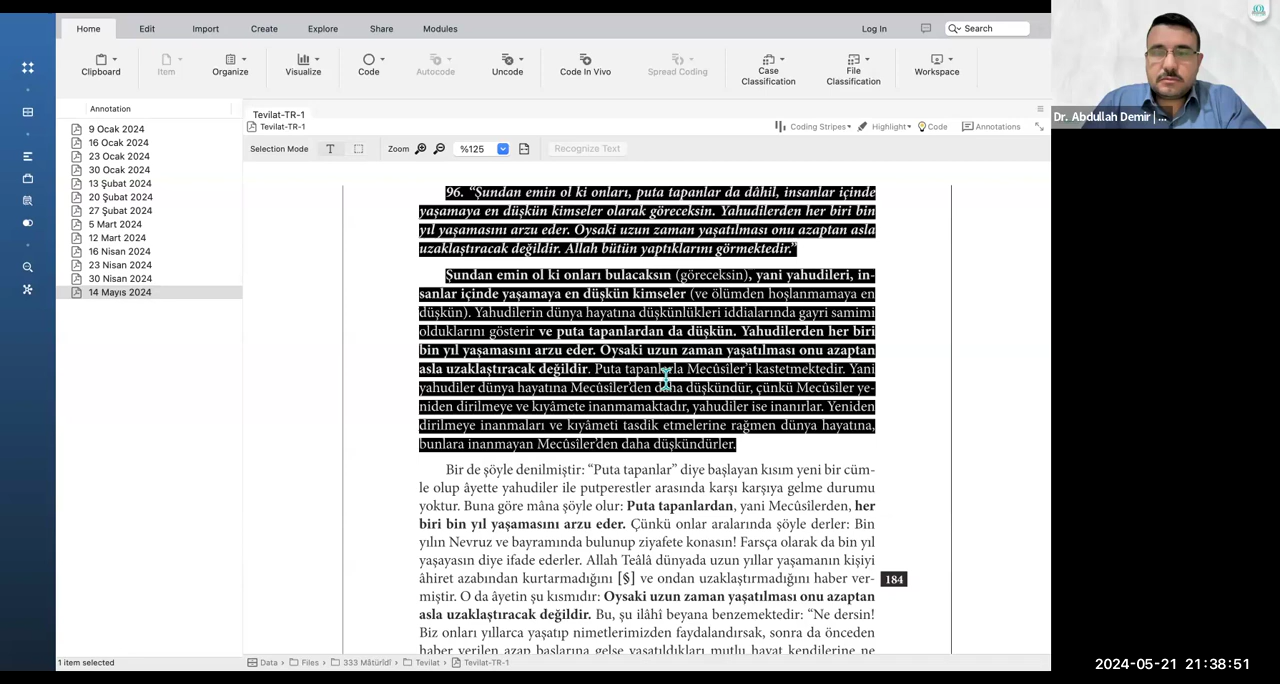 Home Edit Import Create Explore Share Modules Log In Search
Clipboard Item Organize Visualize Code Autocode Uncode Code In Vivo Spread Coding Case Classification File Classification Workspace
Annotation
9 Ocak 2024
16 Ocak 2024
23 Ocak 2024
30 Ocak 2024
13 Şubat 2024
20 Şubat 2024
27 Şubat 2024
5 Mart 2024
12 Mart 2024
16 Nisan 2024
23 Nisan 2024
30 Nisan 2024
14 Mayıs 2024
1 item selected
Tevilat-TR-1
Tevilat-TR-1 Coding Stripes Highlight Code Annotations
Selection Mode T Zoom %125 Recognize Text
96. “Şundan emin ol ki onları, puta tapanlar da dâhil, insanlar içinde
yaşamaya en düşkün kimseler olarak göreceksin. Yahudilerden her biri bin
yıl yaşamasını arzu eder. Oysaki uzun zaman yaşatılması onu azaptan asla
uzaklaştıracak değildir. Allah bütün yaptıklarını görmektedir.”
Şundan emin ol ki onları bulacaksın (göreceksin), yani yahudileri, in-
sanlar içinde yaşamaya en düşkün kimseler (ve ölümden hoşlanmamaya en
düşkün). Yahudilerin dünya hayatına düşkünlükleri iddialarında gayri samimi
olduklarını gösterir ve puta tapanlardan da düşkün. Yahudilerden her biri
bin yıl yaşamasını arzu eder. Oysaki uzun zaman yaşatılması onu azaptan
uzaklaştıracak değildir. Puta tapanlarla Mecûsîler’i kastetmektedir. Yani
yahudiler dünya hayatına Mecûsîler’den daha düşkündür, çünkü Mecûsîler ye-
niden dirilmeye ve kıyâmete inanmamaktadır, yahudiler ise inanırlar. Yeniden
dirilmeye inanmaları ve kıyâmeti tasdik etmelerine rağmen dünya hayatına,
bunlara inanmayan Mecûsîler’den daha düşkündürler.
Bir de şöyle denilmiştir: “Puta tapanlar” diye başlayan kısım yeni bir cüm-
le olup âyette yahudiler ile putperestler arasında karşı karşıya gelme durumu
yoktur. Buna göre mâna şöyle olur: Puta tapanlardan, yani Mecûsîlerden, her
biri bin yıl yaşamasını arzu eder. Çünkü onlar aralarında şöyle derler: Bin
yılın Nevruz ve bayramında bulunup ziyafete konasın! Farsça olarak da bin yıl
yaşayasın diye ifade ederler. Allah Teâlâ dünyada uzun yıllar yaşamanın kişiyi
âhiret azabından kurtarmadığını [§] ve ondan uzaklaştırmadığını haber ver- 184
miştir. O da âyetin şu kısmıdır: Oysaki uzun zaman yaşatılması onu azaptan
asla uzaklaştıracak değildir. Bu, şu ilâhî beyana benzemektedir: “Ne dersin!
Biz onları yıllarca yaşatıp nimetlerimizden faydalandırsak, sonra da önceden
haber verilen azap başlarına gelse yaşatıldıkları mutlu hayat kendilerine ne
Data Files 333 Mâtürîdî Tevilat Tevilat-TR-1
Dr. Abdullah Demir | ...
2024-05-21 21:38:51